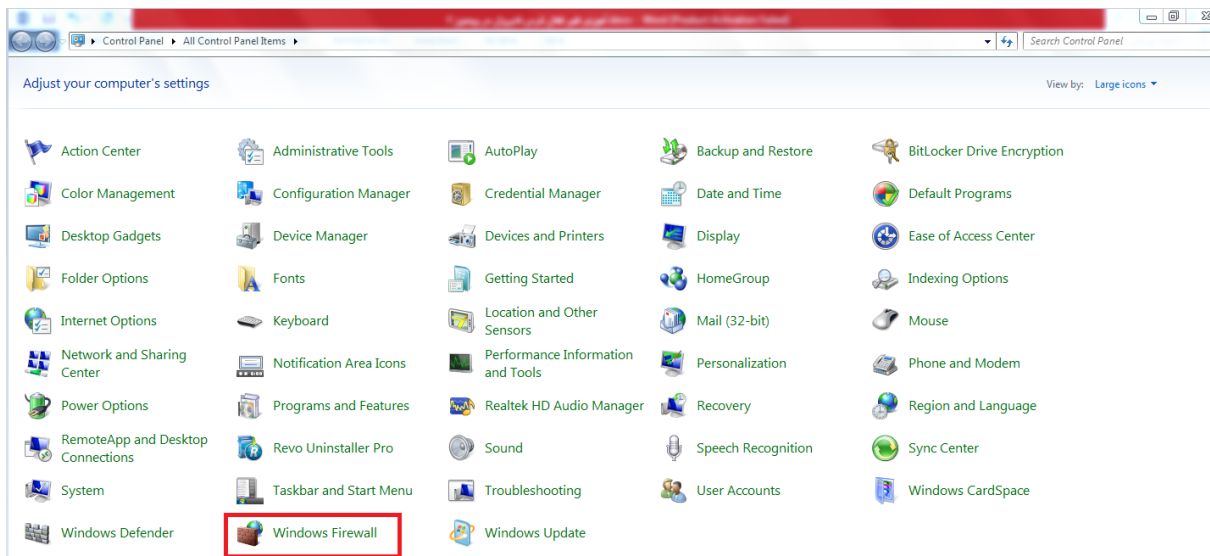 Control Panel ▸ All Control Panel Items ▸
Search Control Panel
Adjust your computer's settings
View by: Large icons
Action Center
Administrative Tools
AutoPlay
Backup and Restore
BitLocker Drive Encryption
Color Management
Configuration Manager
Credential Manager
Date and Time
Default Programs
Desktop Gadgets
Device Manager
Devices and Printers
Display
Ease of Access Center
Folder Options
Fonts
Getting Started
HomeGroup
Indexing Options
Internet Options
Keyboard
Location and Other
Sensors
Mail (32-bit)
Mouse
Network and Sharing
Center
Notification Area Icons
Performance Information
and Tools
Personalization
Phone and Modem
Power Options
Programs and Features
Realtek HD Audio Manager
Recovery
Region and Language
RemoteApp and Desktop
Connections
Revo Uninstaller Pro
Sound
Speech Recognition
Sync Center
System
Taskbar and Start Menu
Troubleshooting
User Accounts
Windows CardSpace
Windows Defender
Windows Firewall
Windows Update